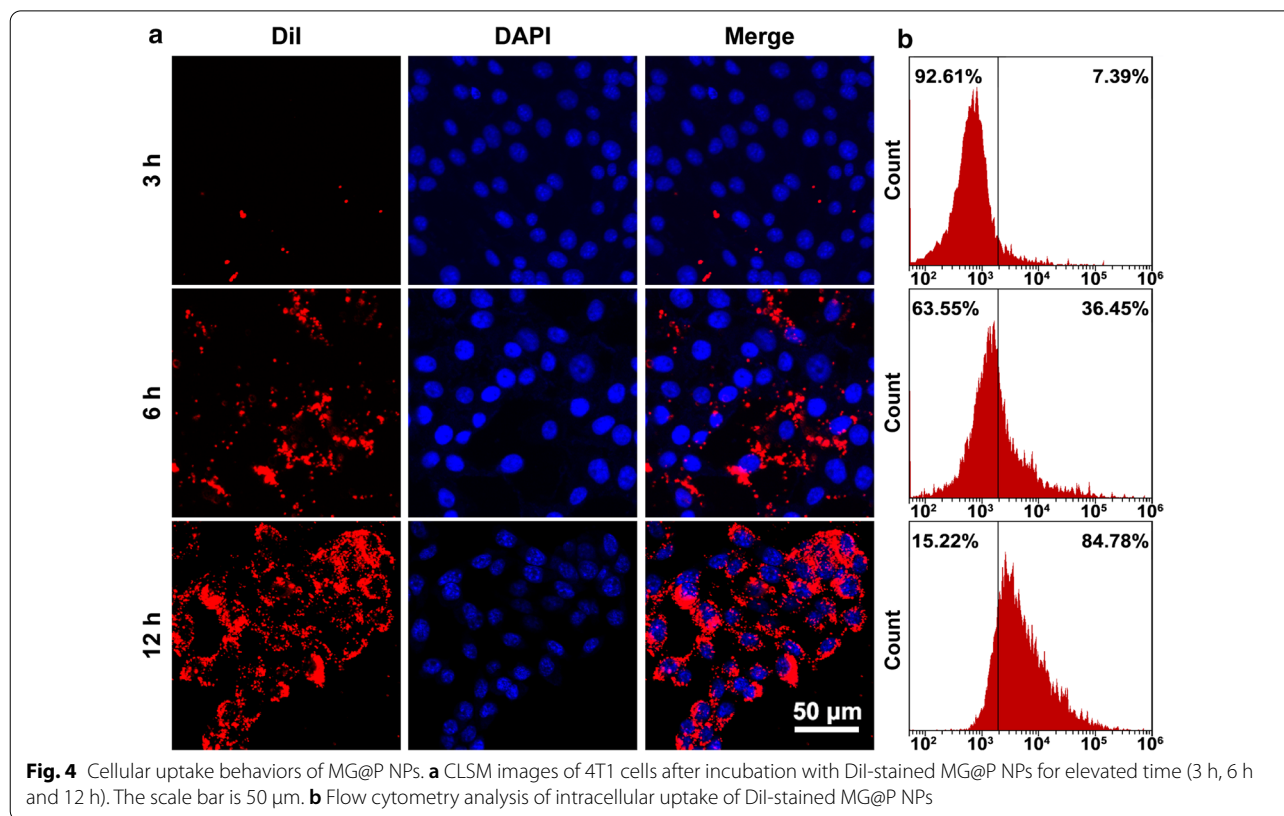 a
DiI
DAPI
Merge
b
3 h
92.61%
7.39%
Count
10² 10³ 10⁴ 10⁵ 10⁶
6 h
63.55%
36.45%
Count
10² 10³ 10⁴ 10⁵ 10⁶
12 h
50 µm
15.22%
84.78%
Count
10² 10³ 10⁴ 10⁵ 10⁶
Fig. 4 Cellular uptake behaviors of MG@P NPs. a CLSM images of 4T1 cells after incubation with DiI-stained MG@P NPs for elevated time (3 h, 6 h
and 12 h). The scale bar is 50 µm. b Flow cytometry analysis of intracellular uptake of DiI-stained MG@P NPs